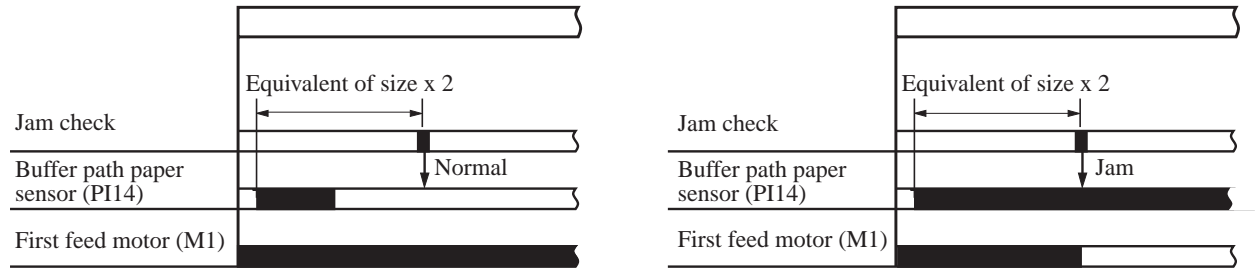 Equivalent of size x 2
Jam check
Normal
Buffer path paper
sensor (PI14)
First feed motor (M1)
Equivalent of size x 2
Jam check
Jam
Buffer path paper
sensor (PI14)
First feed motor (M1)